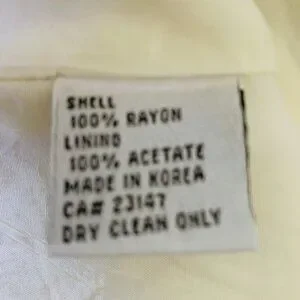 SHELL
100% RAYON
LINING
100% ACETATE
MADE IN KOREA
CA# 23147
DRY CLEAN ONLY